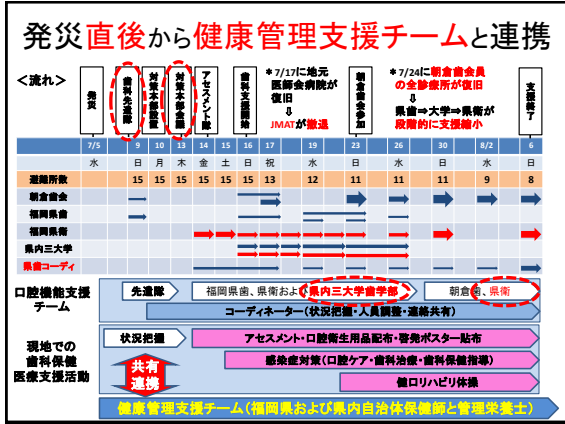 発災直後から健康管理支援チームと連携
<流れ>
発災
歯科先遣隊
対策本部設置
対策本部会議
アセスメント隊
歯科支援開始
*7/17に地元
医師会病院が
復旧
⇓
JMATが撤退
朝倉歯会参加
*7/24に朝倉歯会員
の全診療所が復旧
⇓
県歯⇒大学⇒県衛が
段階的に支援縮小
支援終了
7/5 9 10 13 14 15 16 17 19 23 26 30 8/2 6
水 日 月 木 金 土 日 祝 水 日 水 日 水 日
避難所数 15 15 15 15 15 15 13 12 11 11 11 9 8
朝倉歯会
福岡県歯
福岡県衛
県内三大学
県歯コーディ
口腔機能支援
チーム
先遣隊
福岡県歯、県衛および県内三大学歯学部
朝倉歯、県衛
コーディネーター(状況把握・人員調整・連絡共有)
現地での
歯科保健
医療支援活動
状況把握
アセスメント・口腔衛生用品配布・啓発ポスター貼布
共有
連携
感染症対策(口腔ケア・歯科治療・歯科保健指導)
健口リハビリ体操
健康管理支援チーム(福岡県および県内自治体保健師と管理栄養士)